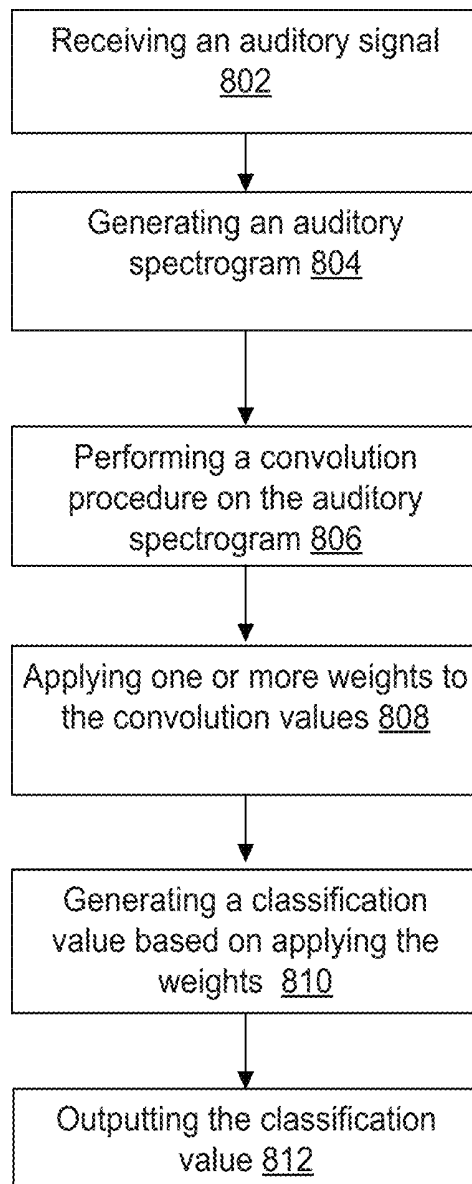 Receiving an auditory signal
802
Generating an auditory
spectrogram 804
Performing a convolution
procedure on the auditory
spectrogram 806
Applying one or more weights to
the convolution values 808
Generating a classification
value based on applying the
weights 810
Outputting the classification
value 812